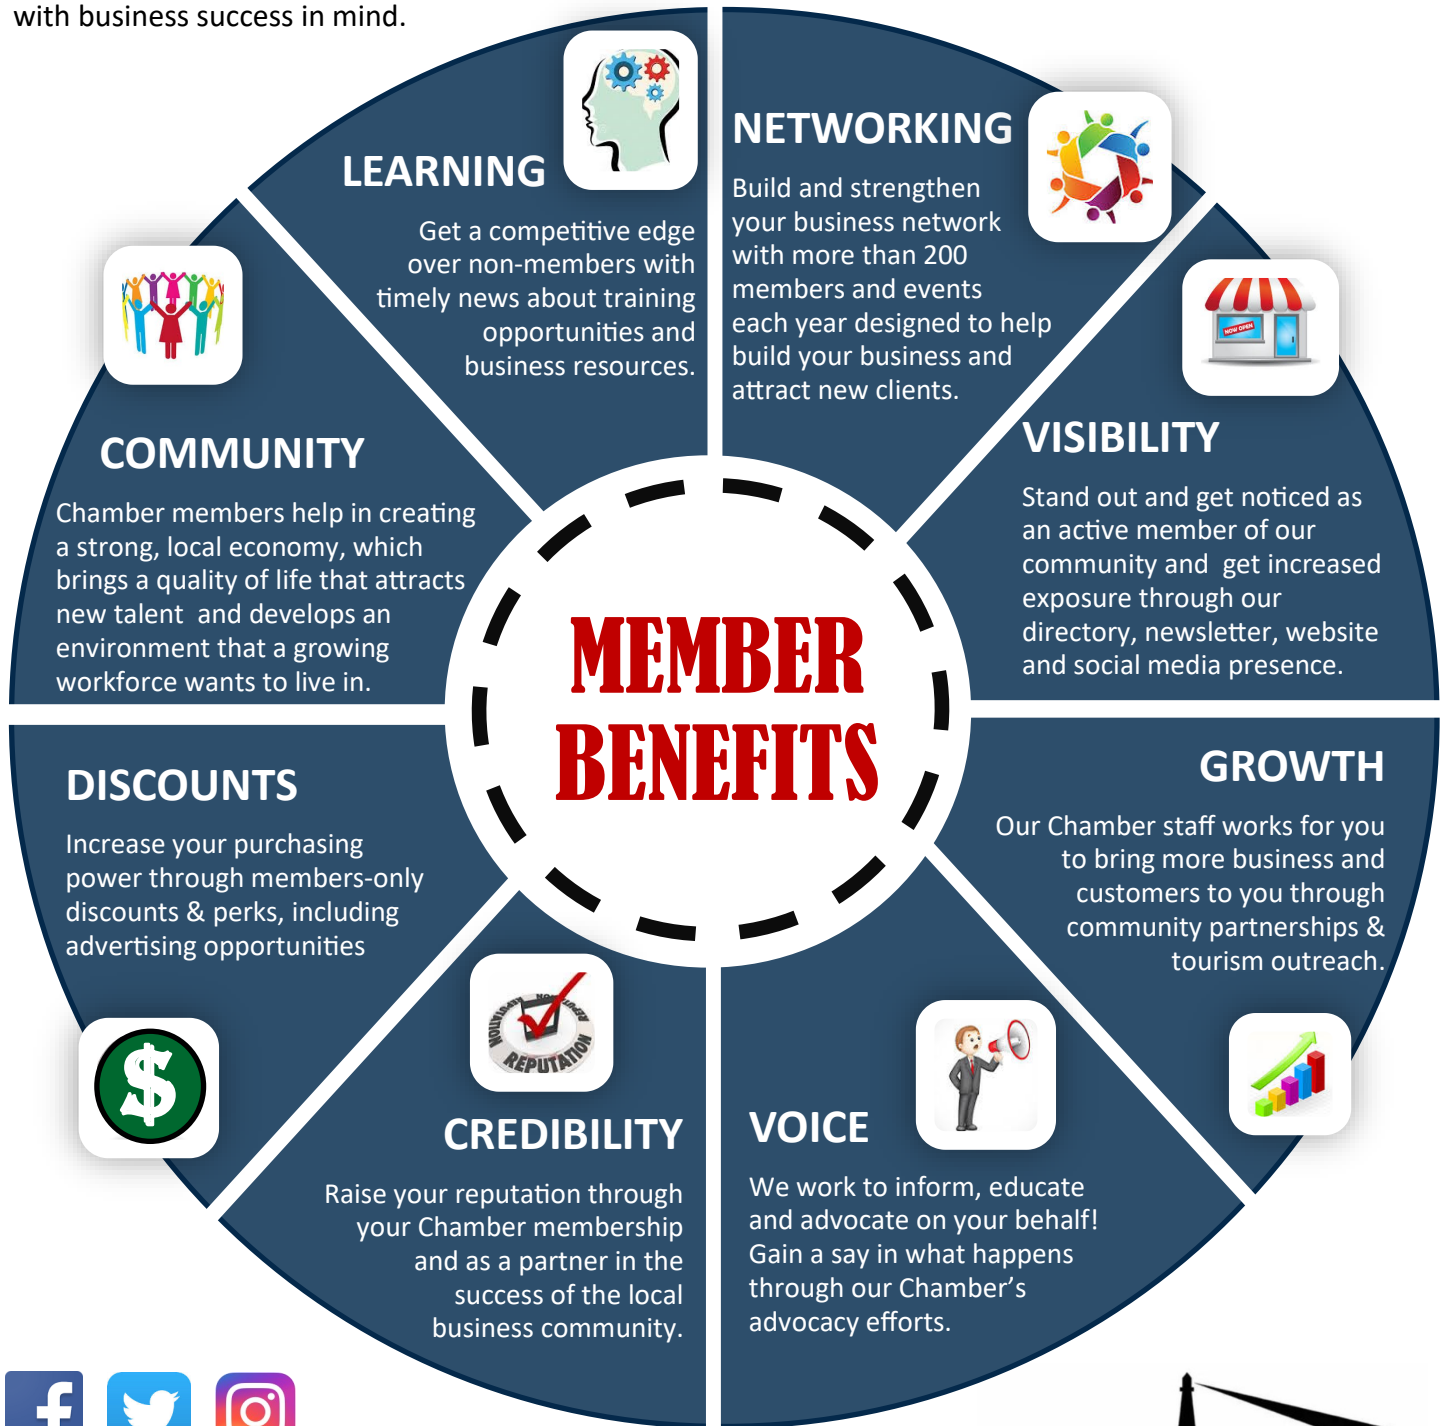 with business success in mind.
LEARNING
Get a competitive edge
over non-members with
timely news about training
opportunities and
business resources.
NETWORKING
Build and strengthen
your business network
with more than 200
members and events
each year designed to help
build your business and
attract new clients.
NOW OPEN
VISIBILITY
Stand out and get noticed as
an active member of our
community and  get increased
exposure through our
directory, newsletter, website
and social media presence.
COMMUNITY
Chamber members help in creating
a strong, local economy, which
brings a quality of life that attracts
new talent  and develops an
environment that a growing
workforce wants to live in.
MEMBER
BENEFITS
GROWTH
Our Chamber staff works for you
to bring more business and
customers to you through
community partnerships &
tourism outreach.
DISCOUNTS
Increase your purchasing
power through members-only
discounts & perks, including
advertising opportunities
$
REPUTATION
REPUTATION
REPUTATION
CREDIBILITY
Raise your reputation through
your Chamber membership
and as a partner in the
success of the local
business community.
VOICE
We work to inform, educate
and advocate on your behalf!
Gain a say in what happens
through our Chamber’s
advocacy efforts.
f